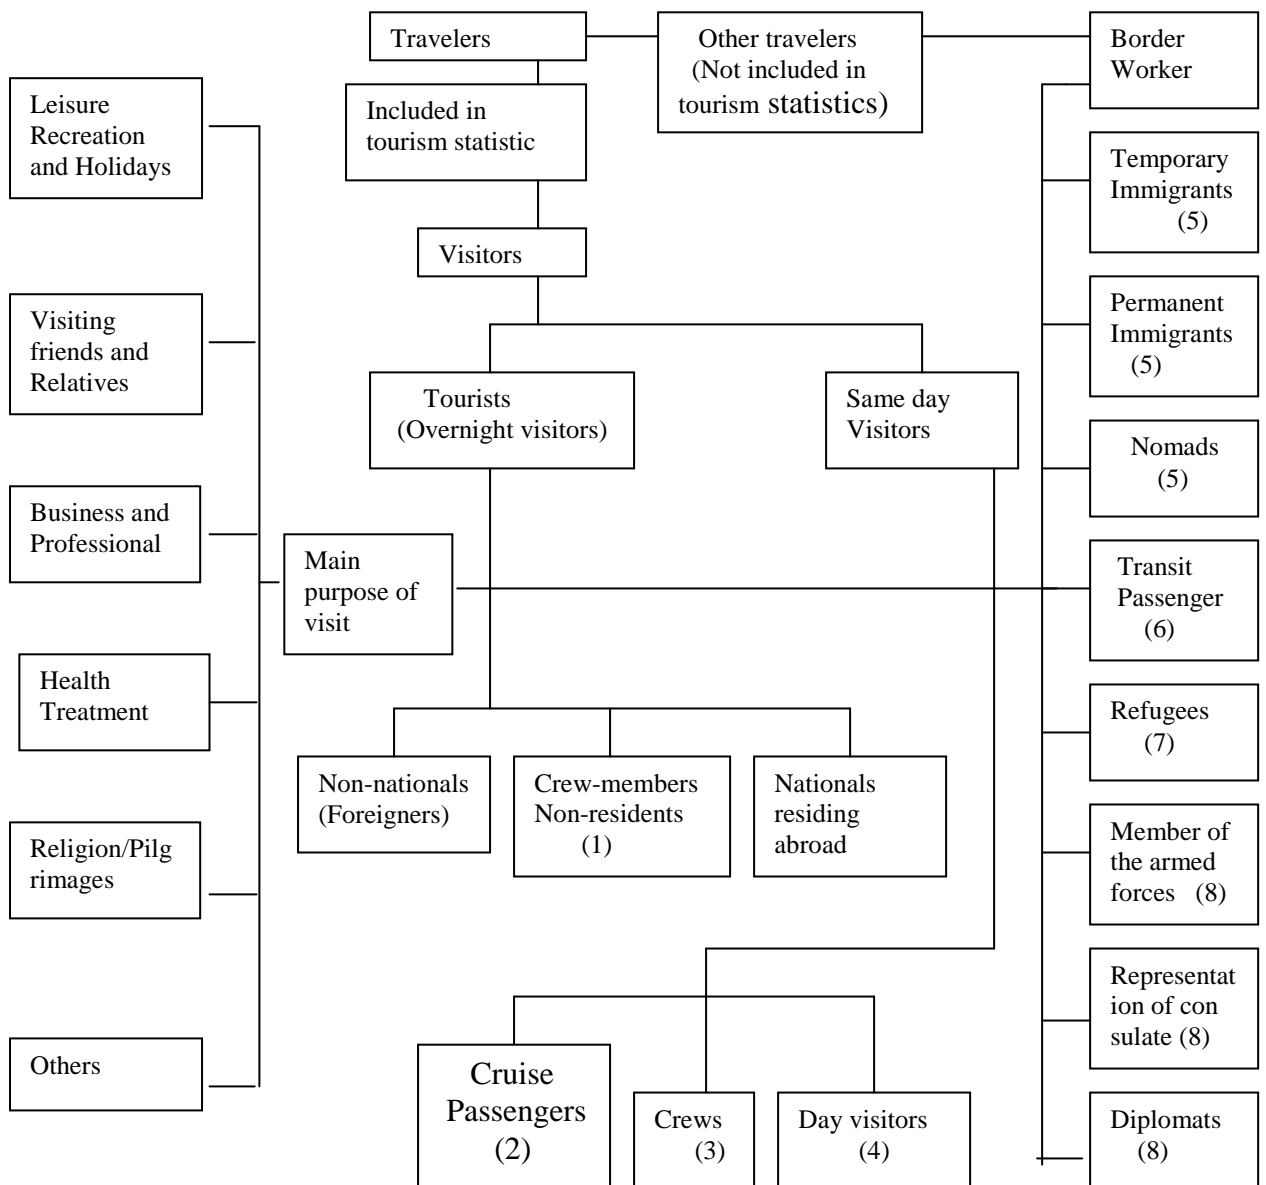 Travelers
Other travelers
(Not included in
tourism statistics)
Border
Worker
Leisure
Recreation
and Holidays
Included in
tourism statistic
Temporary
Immigrants
(5)
Visitors
Permanent
Immigrants
(5)
Visiting
friends and
Relatives
Tourists
(Overnight visitors)
Same day
Visitors
Nomads
(5)
Business and
Professional
Main
purpose of
visit
Transit
Passenger
(6)
Health
Treatment
Refugees
(7)
Non-nationals
(Foreigners)
Crew-members
Non-residents
(1)
Nationals
residing
abroad
Member of
the armed
forces (8)
Religion/Pilg
rimages
Representat
ion of con
sulate (8)
Others
Cruise
Passengers
(2)
Crews
(3)
Day visitors
(4)
Diplomats
(8)